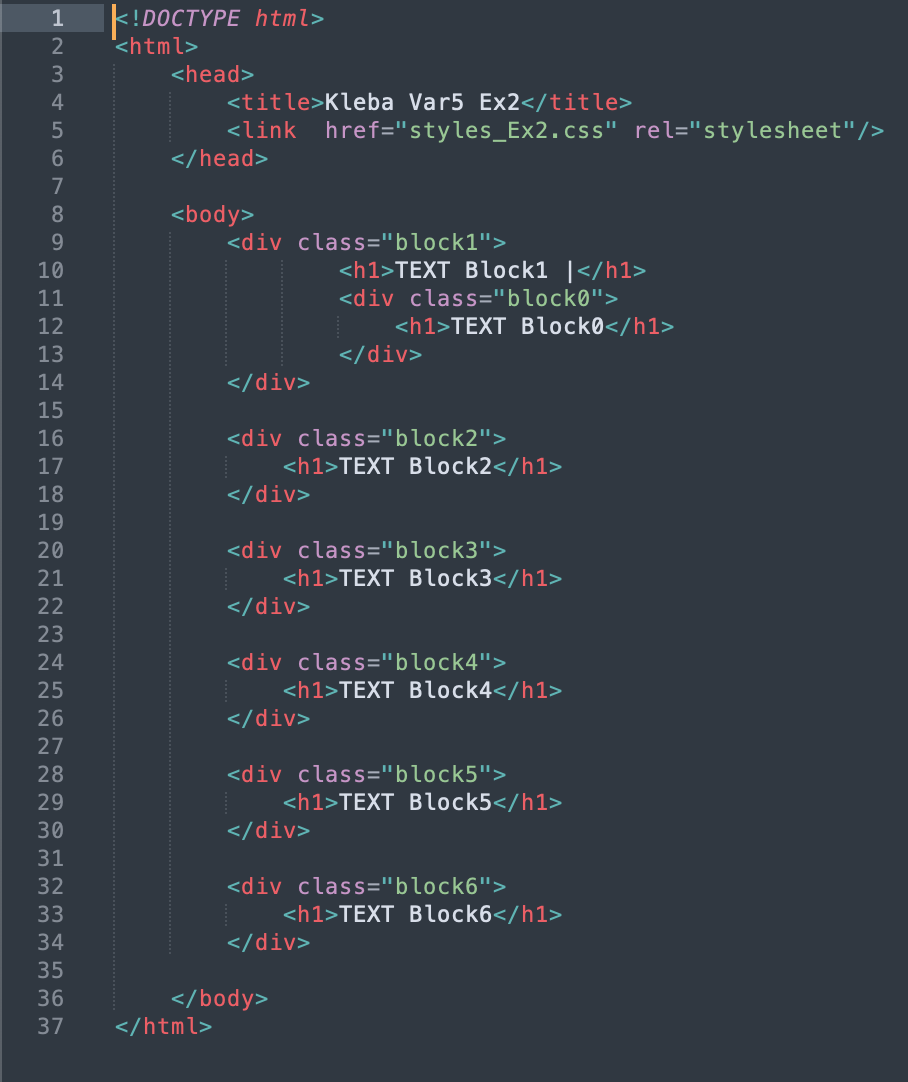 1 <!DOCTYPE html>
2 <html>
3     <head>
4         <title>Kleba Var5 Ex2</title>
5         <link  href="styles_Ex2.css" rel="stylesheet"/>
6     </head>
7
8     <body>
9         <div class="block1">
10                 <h1>TEXT Block1 |</h1>
11                 <div class="block0">
12                     <h1>TEXT Block0</h1>
13                 </div>
14         </div>
15
16         <div class="block2">
17             <h1>TEXT Block2</h1>
18         </div>
19
20         <div class="block3">
21             <h1>TEXT Block3</h1>
22         </div>
23
24         <div class="block4">
25             <h1>TEXT Block4</h1>
26         </div>
27
28         <div class="block5">
29             <h1>TEXT Block5</h1>
30         </div>
31
32         <div class="block6">
33             <h1>TEXT Block6</h1>
34         </div>
35
36     </body>
37 </html>